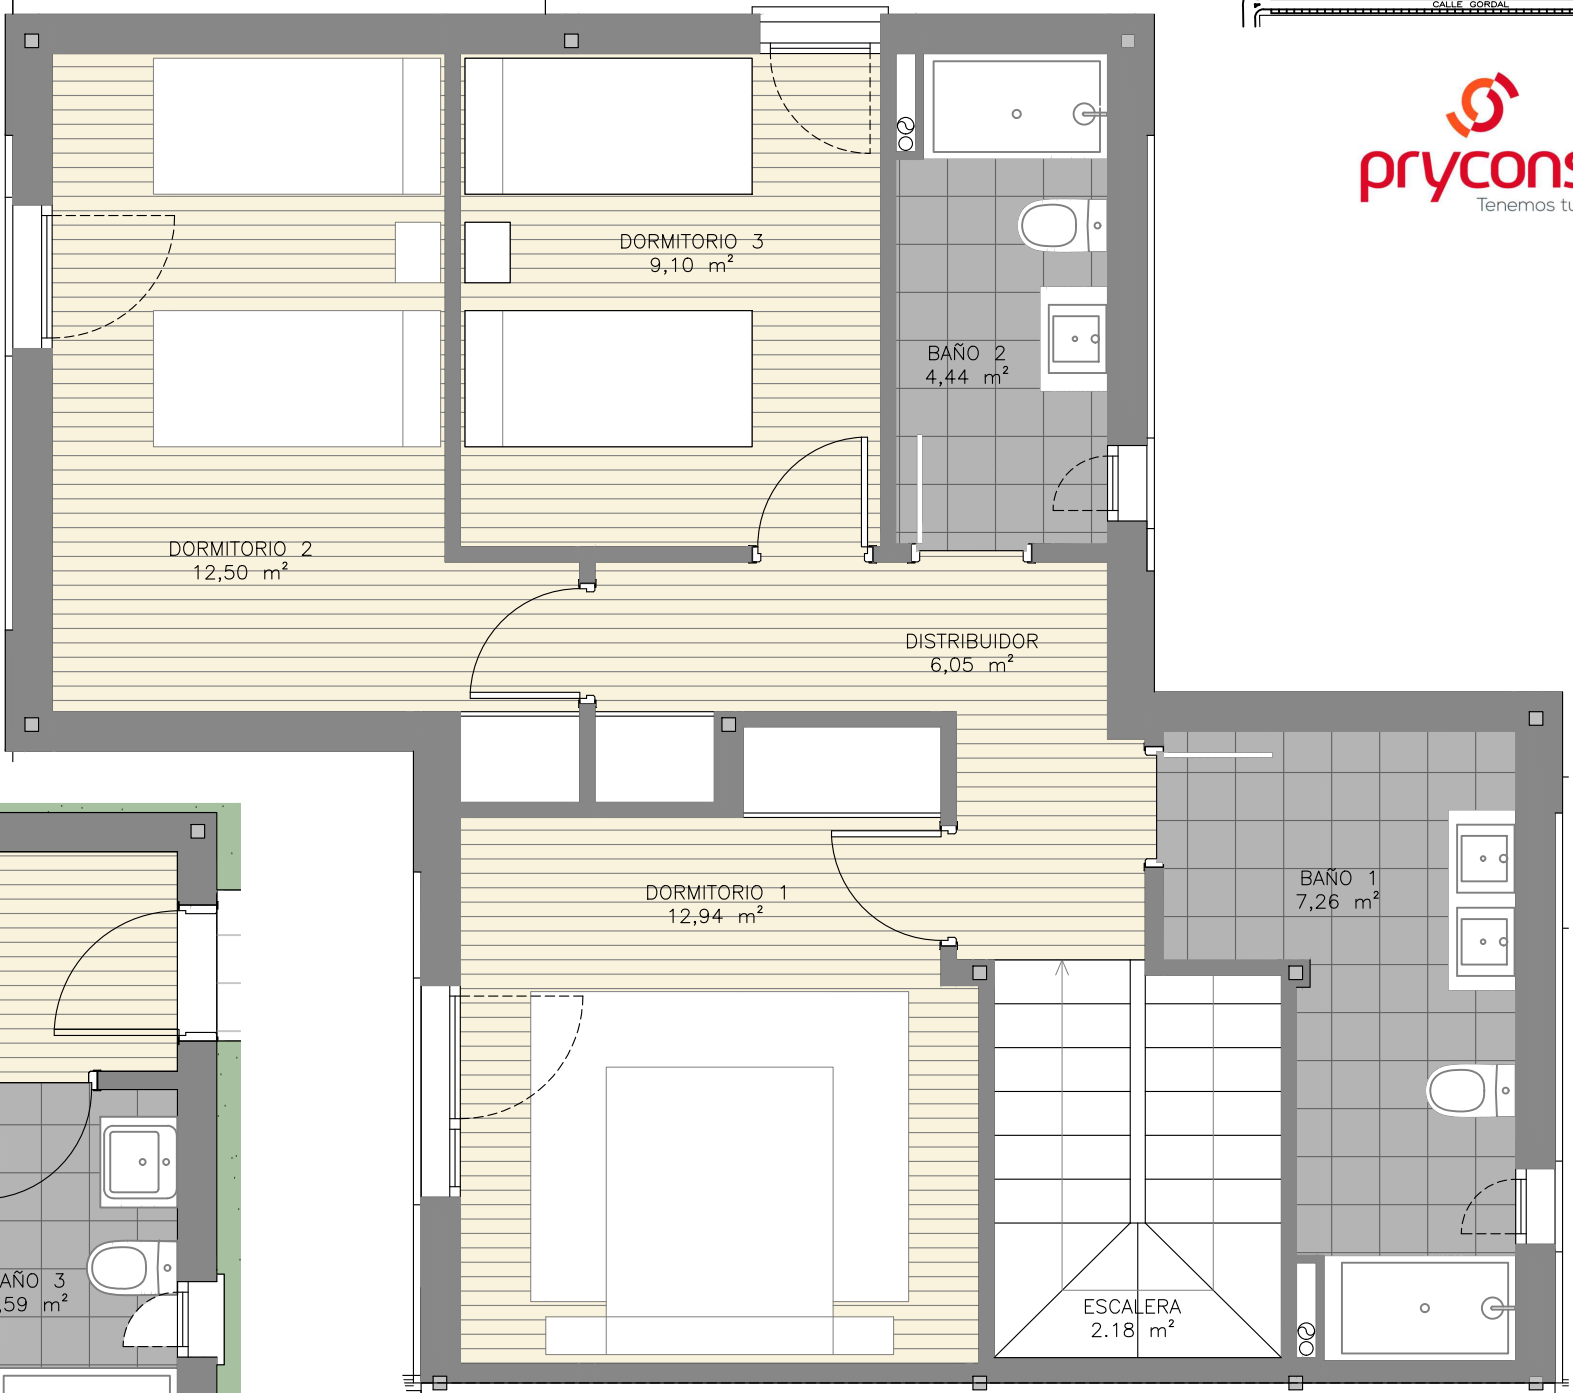 CALLE GORDAL
Tenemos
DORMITORIO 3
9,10 m²
BAÑO 2
4,44 m²
DORMITORIO 2
12,50 m²
DISTRIBUIDOR
6,05 m²
DORMITORIO 1
12,94 m²
BAÑO 1
7,26 m²
AÑO 3
,59 m²
ESCALERA
2.18 m²